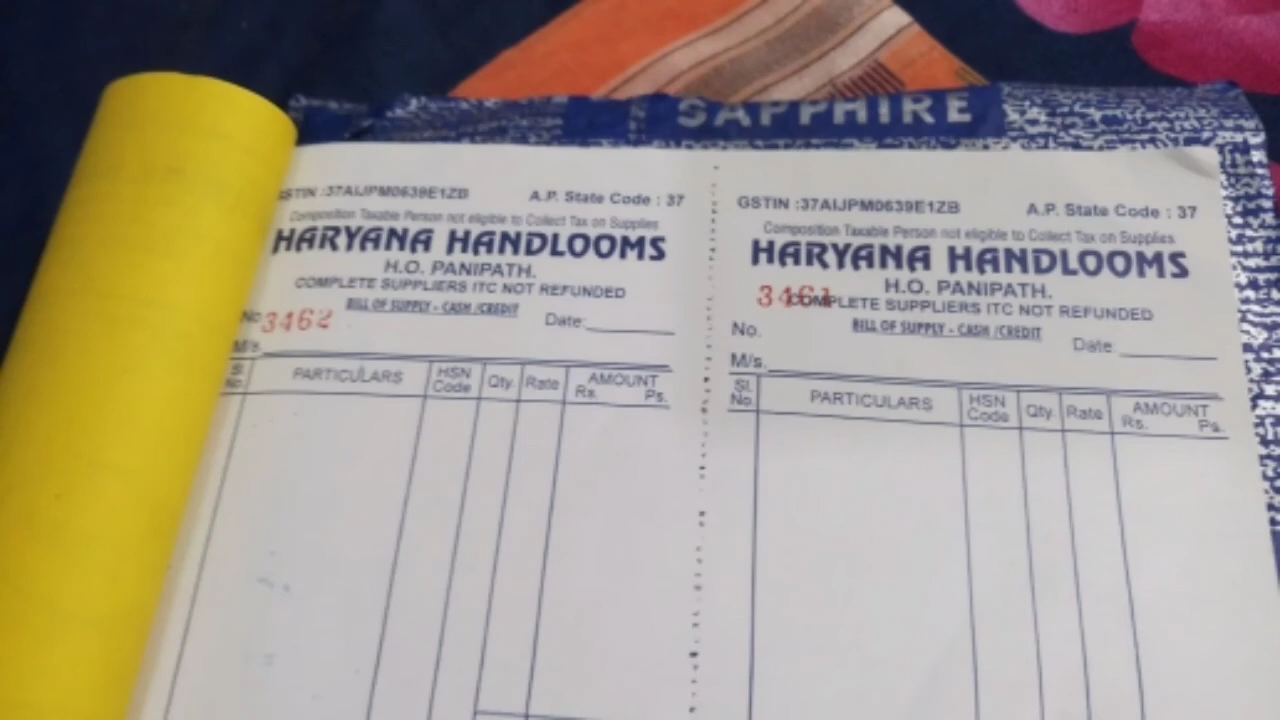 SAPPHIRE
GSTIN :37AIJPM0639E1ZB A.P. State Code : 37
Composition Taxable Person not eligible to Collect Tax on Supplies
HARYANA HANDLOOMS
H.O. PANIPATH.
COMPLETE SUPPLIERS ITC NOT REFUNDED
BILL OF SUPPLY - CASH /CREDIT
No 3462 Date:
M/s.
Sl. No. PARTICULARS HSN Code Qty. Rate AMOUNT Rs. Ps.
GSTIN :37AIJPM0639E1ZB A.P. State Code : 37
Composition Taxable Person not eligible to Collect Tax on Supplies.
HARYANA HANDLOOMS
H.O. PANIPATH.
3461 COMPLETE SUPPLIERS ITC NOT REFUNDED
BILL OF SUPPLY - CASH /CREDIT
No. Date:
M/s.
Sl. No. PARTICULARS HSN Code Qty. Rate AMOUNT Rs. Ps.